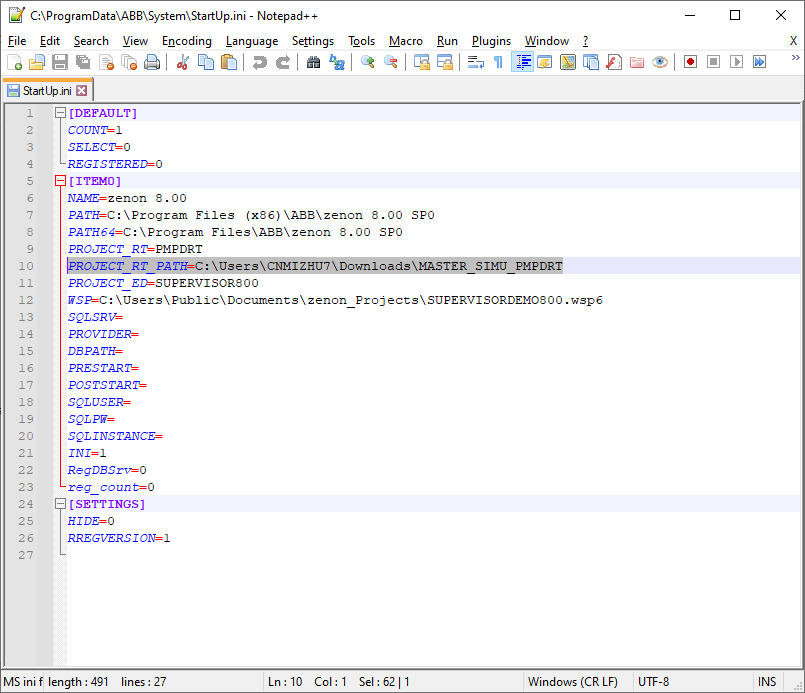 C:\ProgramData\ABB\System\StartUp.ini - Notepad++
File Edit Search View Encoding Language Settings Tools Macro Run Plugins Window ? X
StartUp.ini
1 [DEFAULT]
2 COUNT=1
3 SELECT=0
4 REGISTERED=0
5 [ITEM0]
6 NAME=zenon 8.00
7 PATH=C:\Program Files (x86)\ABB\zenon 8.00 SP0
8 PATH64=C:\Program Files\ABB\zenon 8.00 SP0
9 PROJECT_RT=PMPDRT
10 PROJECT_RT_PATH=C:\Users\CNMIZHU7\Downloads\MASTER_SIMU_PMPDRT
11 PROJECT_ED=SUPERVISOR800
12 WSP=C:\Users\Public\Documents\zenon_Projects\SUPERVISORDEMO800.wsp6
13 SQLSRV=
14 PROVIDER=
15 DBPATH=
16 PRESTART=
17 POSTSTART=
18 SQLUSER=
19 SQLPW=
20 SQLINSTANCE=
21 INI=1
22 RegDBSrv=0
23 reg_count=0
24 [SETTINGS]
25 HIDE=0
26 RREGVERSION=1
27
MS ini f length : 491 lines : 27 Ln : 10 Col : 1 Sel : 62 | 1 Windows (CR LF) UTF-8 INS